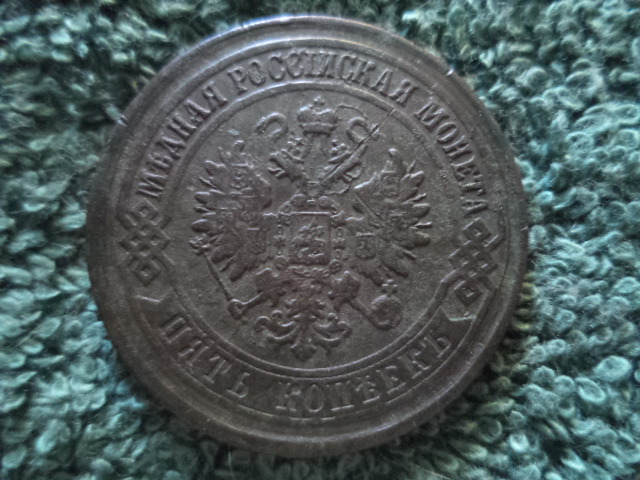 МѢДНАЯ РОССІЙСКАЯ МОНЕТА
ПЯТЬ КОПѢЕКЪ